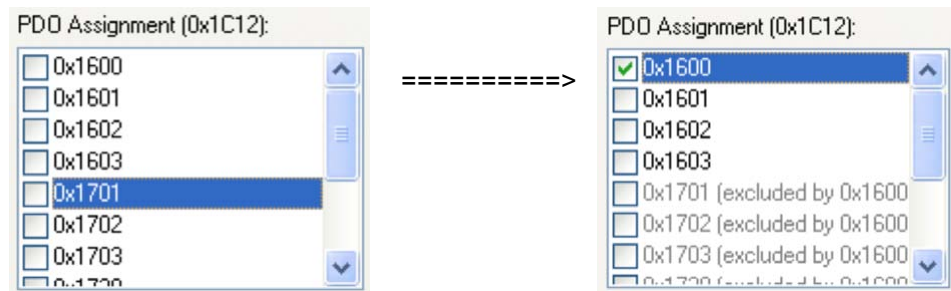 PDO Assignment (0x1C12):
0x1600
0x1601
0x1602
0x1603
0x1701
0x1702
0x1703
==========>
PDO Assignment (0x1C12):
0x1600
0x1601
0x1602
0x1603
0x1701 (excluded by 0x1600
0x1702 (excluded by 0x1600
0x1703 (excluded by 0x1600